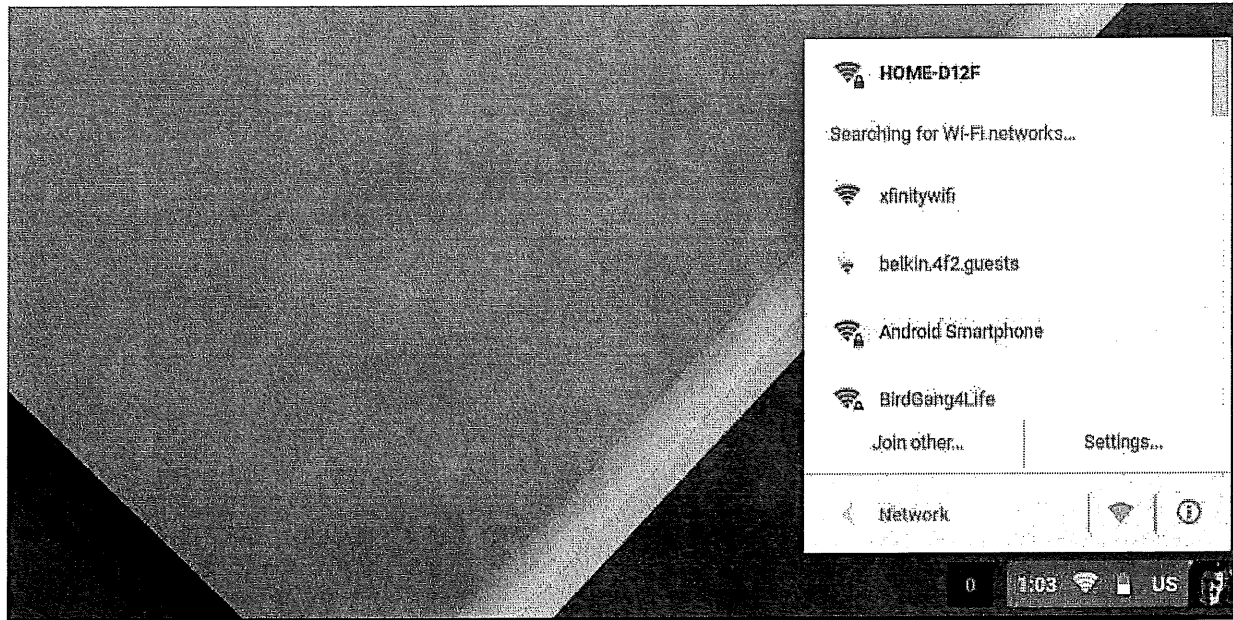 HOME-D12F
Searching for Wi-Fi networks...
xfinitywifi
belkin.4f2.guests
Android Smartphone
BirdGang4Life
Join other... Settings...
Network
0 1:03 US